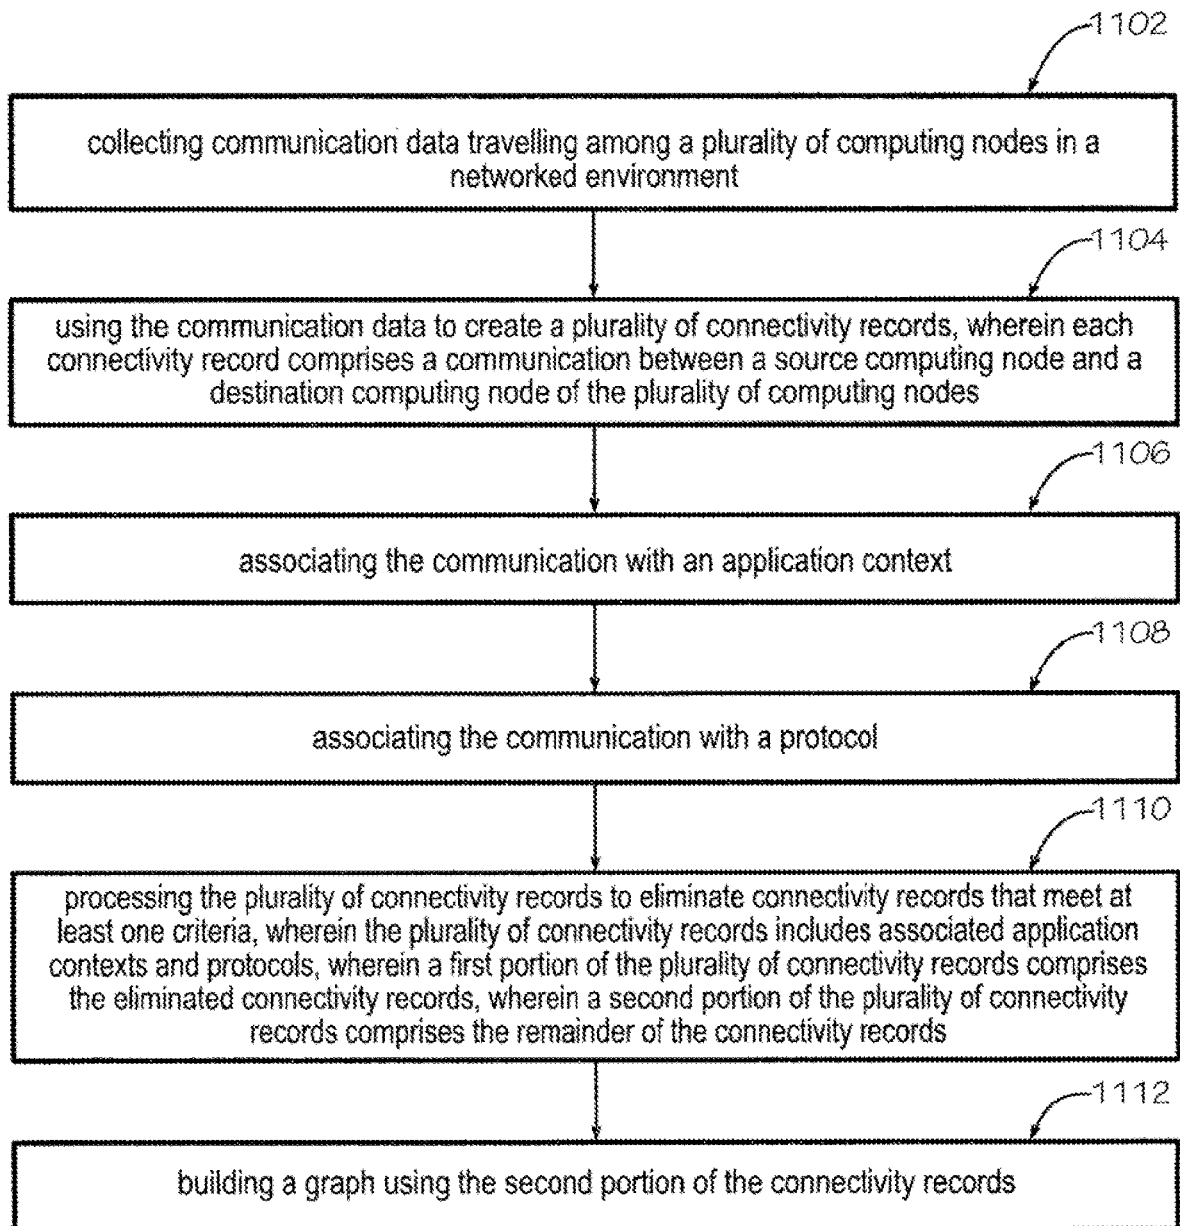 1102
collecting communication data travelling among a plurality of computing nodes in a
networked environment
1104
using the communication data to create a plurality of connectivity records, wherein each
connectivity record comprises a communication between a source computing node and a
destination computing node of the plurality of computing nodes
1106
associating the communication with an application context
1108
associating the communication with a protocol
1110
processing the plurality of connectivity records to eliminate connectivity records that meet at
least one criteria, wherein the plurality of connectivity records includes associated application
contexts and protocols, wherein a first portion of the plurality of connectivity records comprises
the eliminated connectivity records, wherein a second portion of the plurality of connectivity
records comprises the remainder of the connectivity records
1112
building a graph using the second portion of the connectivity records